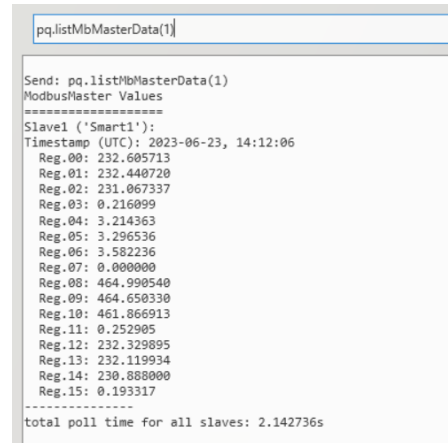 pq.listMbMasterData(1)
Send: pq.listMbMasterData(1)
ModbusMaster Values
====================
Slave1 ('Smart1'):
Timestamp (UTC): 2023-06-23, 14:12:06
Reg.00: 232.605713
Reg.01: 232.440720
Reg.02: 231.067337
Reg.03: 0.216099
Reg.04: 3.214363
Reg.05: 3.296536
Reg.06: 3.582236
Reg.07: 0.000000
Reg.08: 464.990540
Reg.09: 464.650330
Reg.10: 461.866913
Reg.11: 0.252905
Reg.12: 232.329895
Reg.13: 232.119934
Reg.14: 230.888000
Reg.15: 0.193317
---------------
total poll time for all slaves: 2.142736s